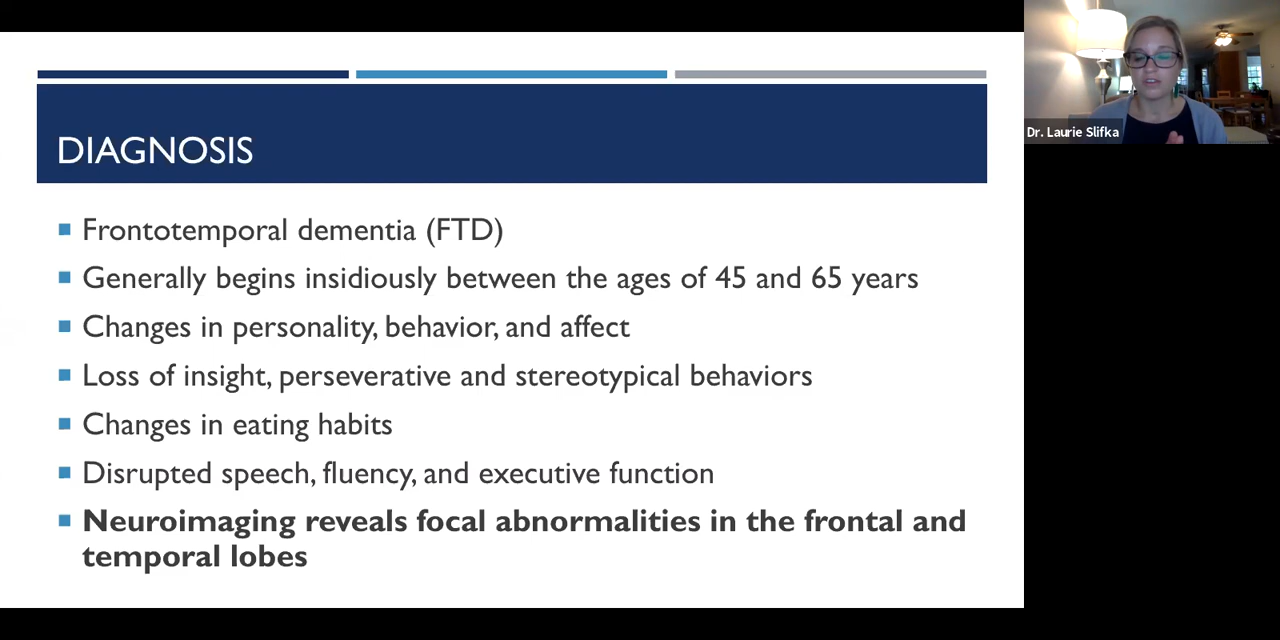 DIAGNOSIS
Frontotemporal dementia (FTD)
Generally begins insidiously between the ages of 45 and 65 years
Changes in personality, behavior, and affect
Loss of insight, perseverative and stereotypical behaviors
Changes in eating habits
Disrupted speech, fluency, and executive function
Neuroimaging reveals focal abnormalities in the frontal and
temporal lobes
Dr. Laurie Slifka